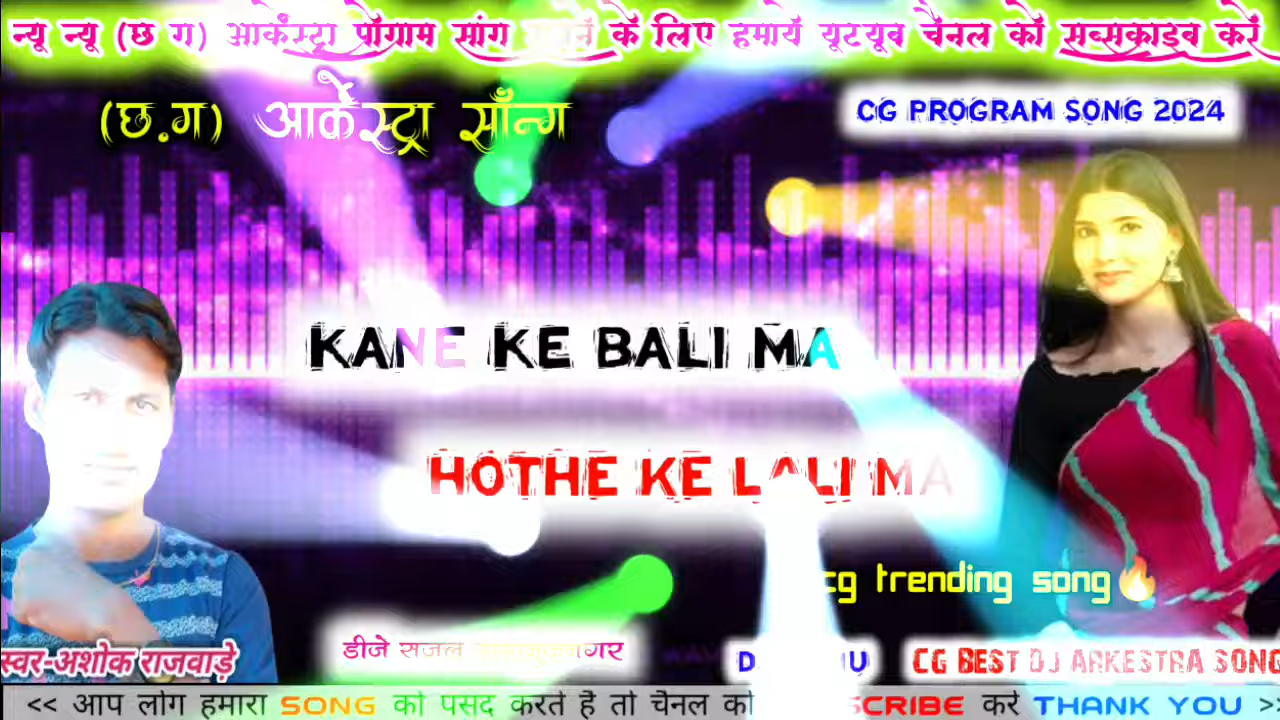 न्यू न्यू (छ ग) आर्केस्ट्रा प्रोग्राम सांग के लिए हमाये यूटयूब चैनल को सब्सक्राइब करें
(छ.ग) आर्केस्ट्रा सॉन्ग
CG PROGRAM SONG 2024
KANE KE BALI MA
HOTHE KE LALI MA
cg trending song🔥
स्वर-अशोक राजवाड़े
डीजे सजल
CG BEST DJ ARKESTRA SONG
<< आप लोग हमारा SONG को पसद करते है तो चैनल को करे THANK YOU >